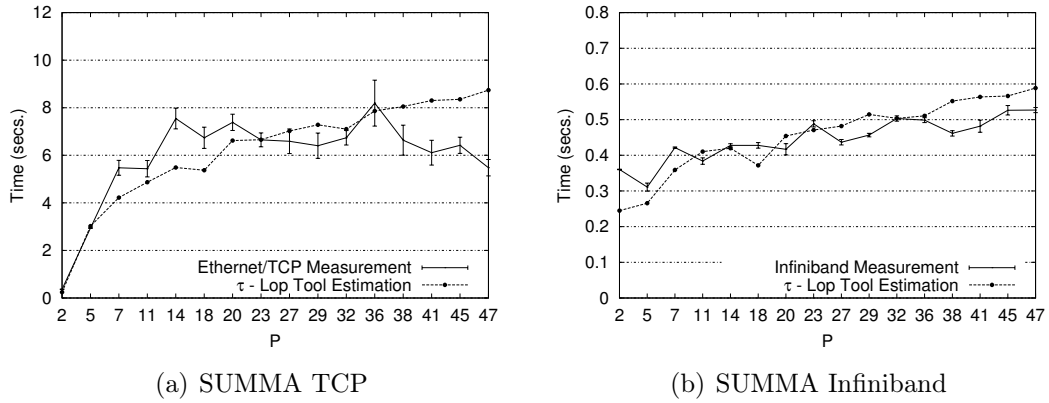 12
10
8
6
4
2
0
Time (secs.)
Ethernet/TCP Measurement
τ - Lop Tool Estimation
2 5 7 11 14 18 20 23 27 29 32 36 38 41 45 47
P
(a) SUMMA TCP
0.8
0.7
0.6
0.5
0.4
0.3
0.2
0.1
0
Time (secs.)
Infiniband Measurement
τ - Lop Tool Estimation
2 5 7 11 14 18 20 23 27 29 32 36 38 41 45 47
P
(b) SUMMA Infiniband